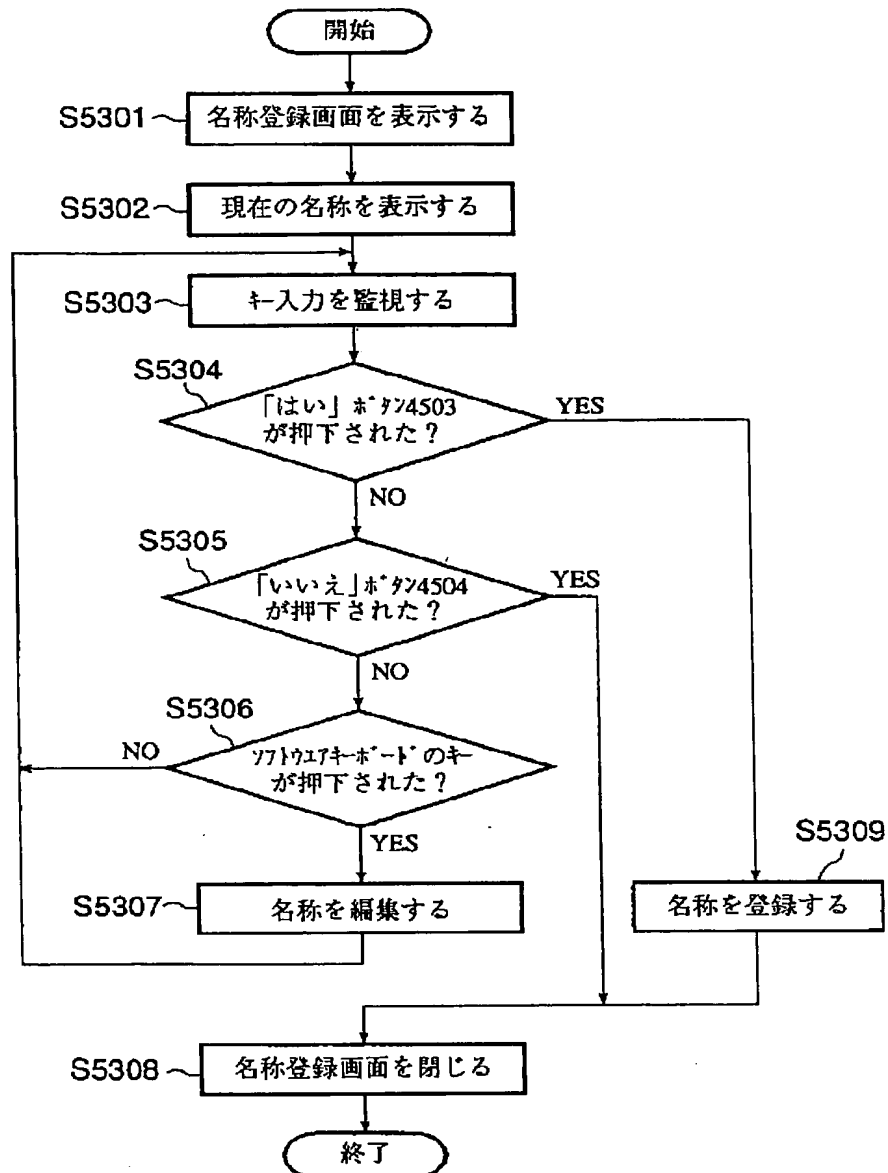 開始
S5301
名称登録画面を表示する
S5302
現在の名称を表示する
S5303
ｷｰ入力を監視する
S5304
「はい」ﾎﾞﾀﾝ4503
が押下された？
YES
NO
S5305
「いいえ」ﾎﾞﾀﾝ4504
が押下された？
YES
NO
S5306
ｿﾌﾄｳｴｱｷｰﾎﾞｰﾄﾞのキー
が押下された？
NO
YES
S5307
名称を編集する
S5309
名称を登録する
S5308
名称登録画面を閉じる
終了